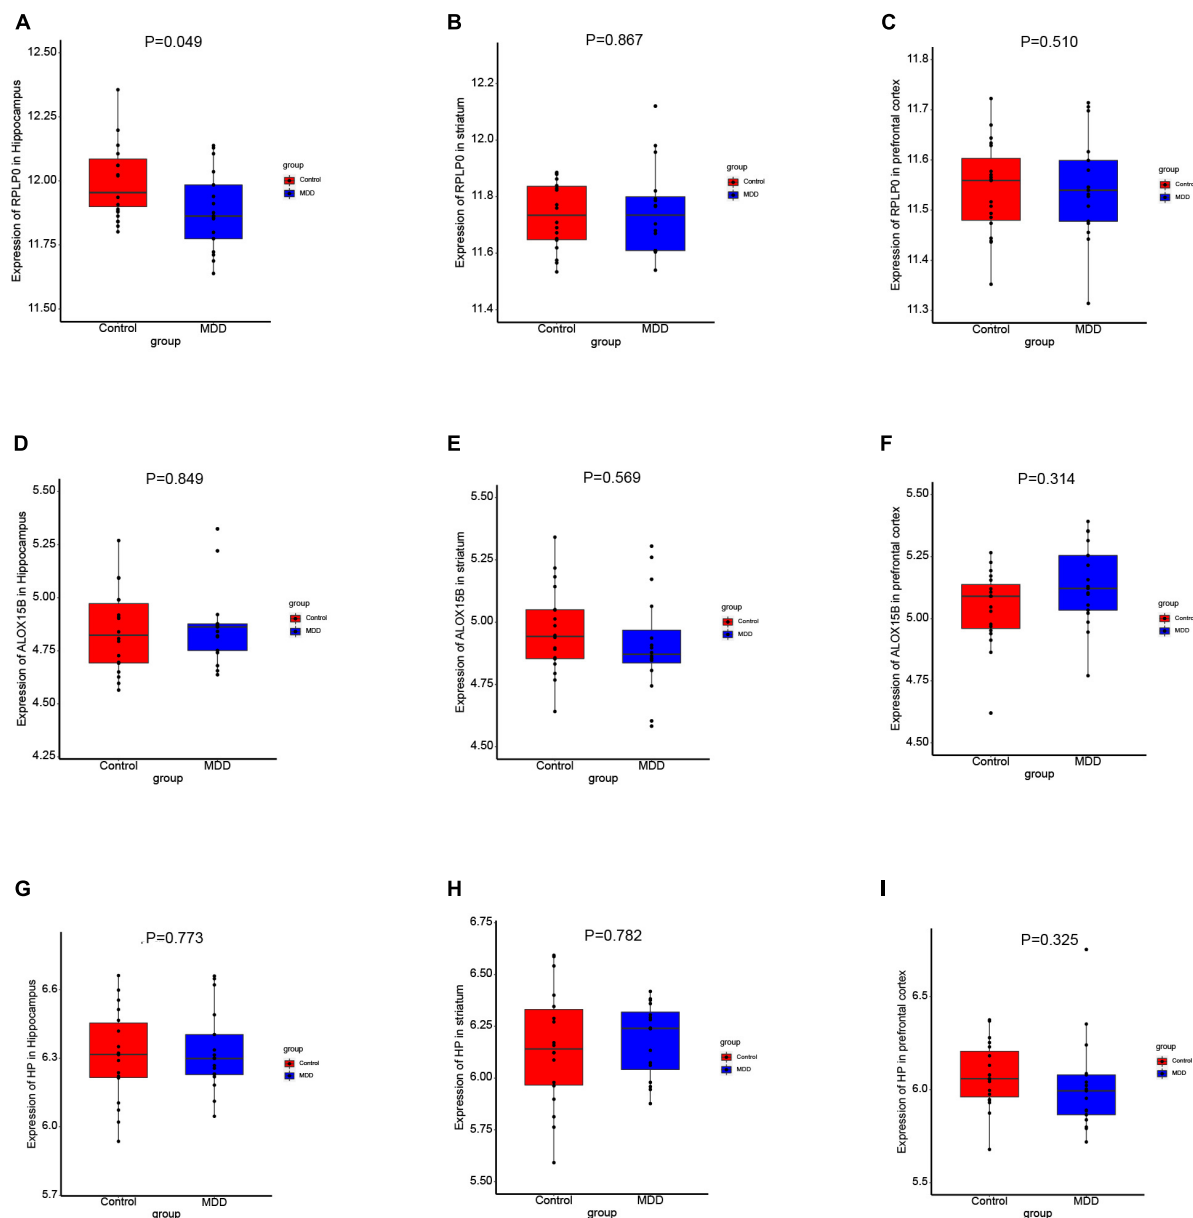 A
P=0.049
Expression of RPLP0 in Hippocampus
12.50
12.25
12.00
11.75
11.50
Control
MDD
group
group
Control
MDD
B
P=0.867
Expression of RPLP0 in striatum
12.2
12.0
11.8
11.6
11.4
Control
MDD
group
group
Control
MDD
C
P=0.510
Expression of RPLP0 in prefrontal cortex
11.8
11.7
11.6
11.5
11.4
11.3
Control
MDD
group
group
Control
MDD
D
P=0.849
Expression of ALOX15B in Hippocampus
5.50
5.25
5.00
4.75
4.50
4.25
Control
MDD
group
group
Control
MDD
E
P=0.569
Expression of ALOX15B in striatum
5.50
5.25
5.00
4.75
4.50
Control
MDD
group
group
Control
MDD
F
P=0.314
Expression of ALOX15B in prefrontal cortex
5.50
5.25
5.00
4.75
4.50
Control
MDD
group
group
Control
MDD
G
P=0.773
Expression of HP in Hippocampus
6.6
6.3
6.0
5.7
Control
MDD
group
group
Control
MDD
H
P=0.782
Expression of HP in striatum
6.75
6.50
6.25
6.00
5.75
5.50
Control
MDD
group
group
Control
MDD
I
P=0.325
Expression of HP in prefrontal cortex
6.5
6.0
5.5
Control
MDD
group
group
Control
MDD